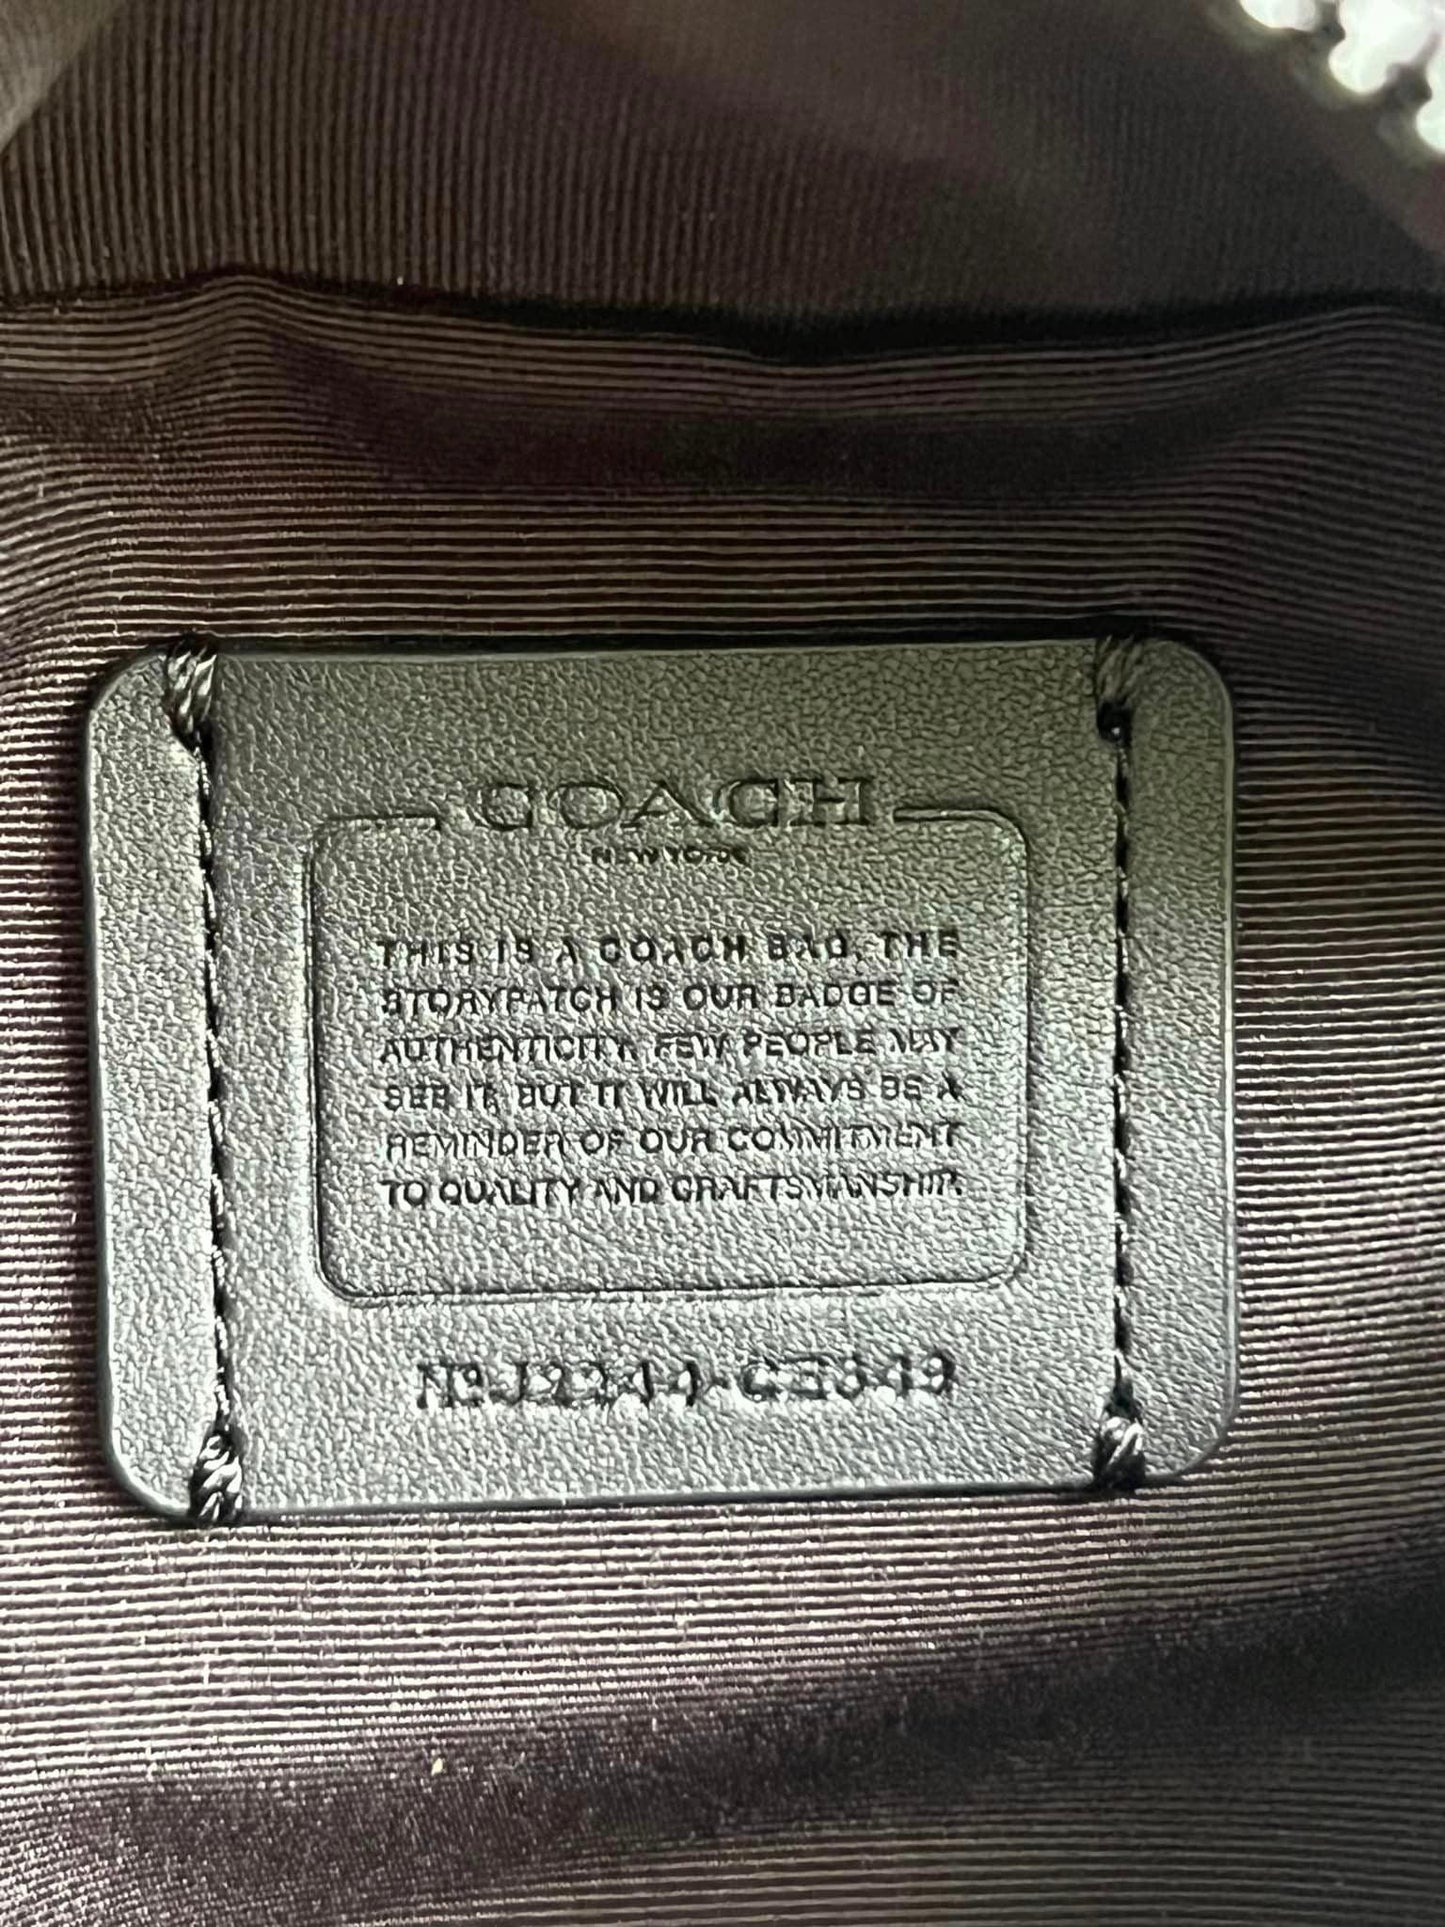 COACH
NEW YORK
THIS IS A COACH BAG. THE
STORYPATCH IS OUR BADGE OF
AUTHENTICITY. FEW PEOPLE MAY
SEE IT, BUT IT WILL ALWAYS BE A
REMINDER OF OUR COMMITMENT
TO QUALITY AND CRAFTSMANSHIP.